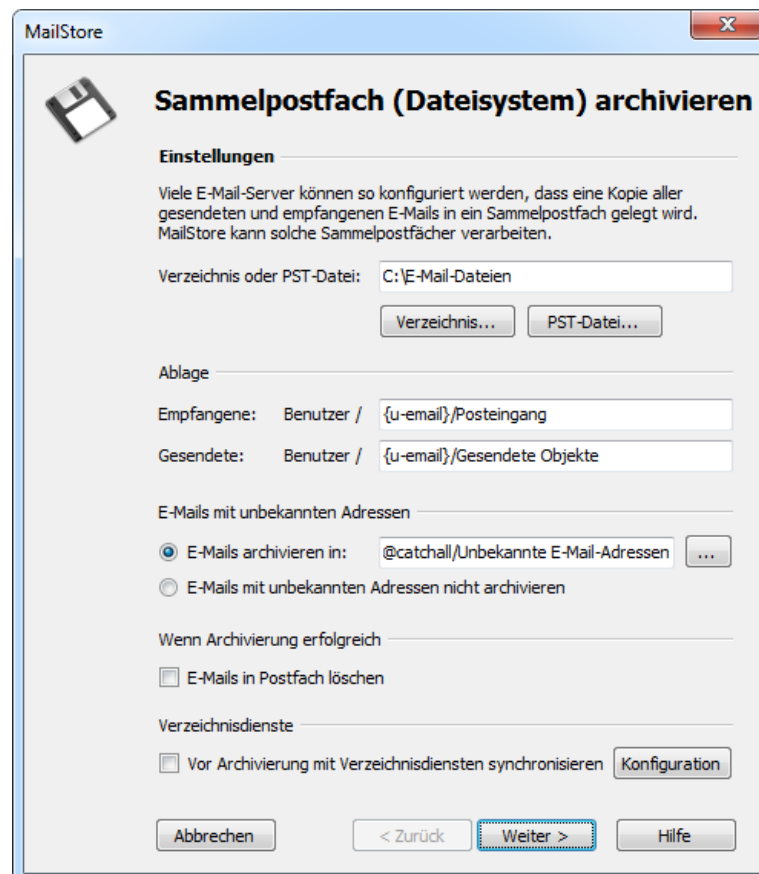 MailStore
Sammelpostfach (Dateisystem) archivieren
Einstellungen
Viele E-Mail-Server können so konfiguriert werden, dass eine Kopie aller
gesendeten und empfangenen E-Mails in ein Sammelpostfach gelegt wird.
MailStore kann solche Sammelpostfächer verarbeiten.
Verzeichnis oder PST-Datei: C:\E-Mail-Dateien
Verzeichnis... PST-Datei...
Ablage
Empfangene: Benutzer / {u-email}/Posteingang
Gesendete: Benutzer / {u-email}/Gesendete Objekte
E-Mails mit unbekannten Adressen
E-Mails archivieren in: @catchall/Unbekannte E-Mail-Adressen ...
E-Mails mit unbekannten Adressen nicht archivieren
Wenn Archivierung erfolgreich
E-Mails in Postfach löschen
Verzeichnisdienste
Vor Archivierung mit Verzeichnisdiensten synchronisieren Konfiguration
Abbrechen < Zurück Weiter > Hilfe